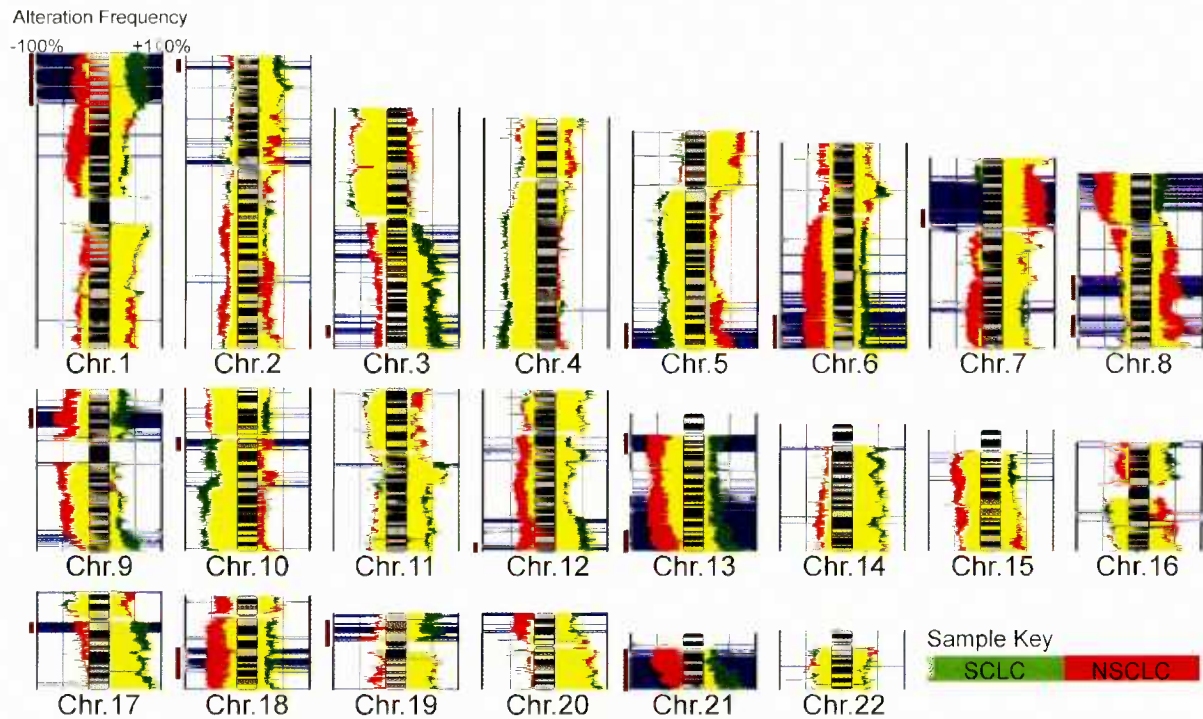 Alteration Frequency
-100% +100%
Chr.1 Chr.2 Chr.3 Chr.4 Chr.5 Chr.6 Chr.7 Chr.8
Chr.9 Chr.10 Chr.11 Chr.12 Chr.13 Chr.14 Chr.15 Chr.16
Sample Key
SCLC NSCLC
Chr.17 Chr.18 Chr.19 Chr.20 Chr.21 Chr.22